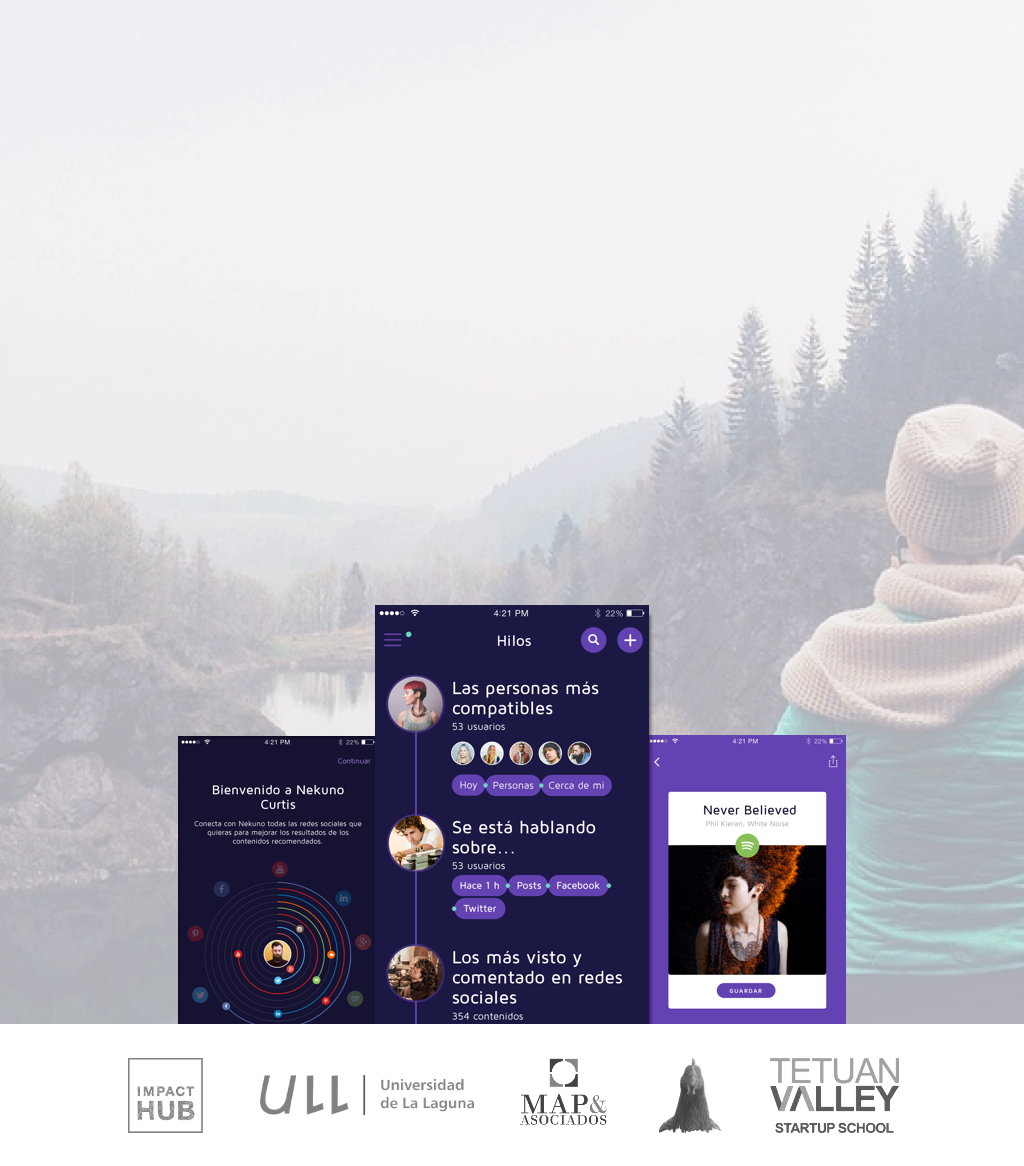 4:21 PM
22%
Hilos
Las personas más
compatibles
53 usuarios
Hoy
Personas
Cerca de mi
Se está hablando
sobre...
53 usuarios
Hace 1 h
Posts
Facebook
Twitter
Los más visto y
comentado en redes
sociales
354 contenidos
4:21 PM
22%
Continuar
Bienvenido a Nekuno
Curtis
Conecta con Nekuno todas las redes sociales que
quieras para mejorar los resultados de los
contenidos recomendados.
4:21 PM
22%
Never Believed
Phil Kieran, White Noise
GUARDAR
IMPACT
HUB
ULL
Universidad
de La Laguna
MAP&
ASOCIADOS
TETUAN
VALLEY
STARTUP SCHOOL